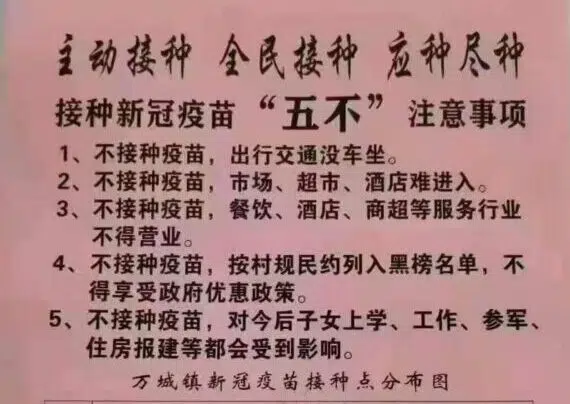 主动接种 全民接种 应种尽种
接种新冠疫苗“五不”注意事项
1、不接种疫苗，出行交通没车坐。
2、不接种疫苗，市场、超市、酒店难进入。
3、不接种疫苗，餐饮、酒店、商超等服务行业
不得营业。
4、不接种疫苗，按村规民约列入黑榜名单，不
得享受政府优惠政策。
5、不接种疫苗，对今后子女上学、工作、参军、
住房报建等都会受到影响。
万城镇新冠疫苗接种点分布图